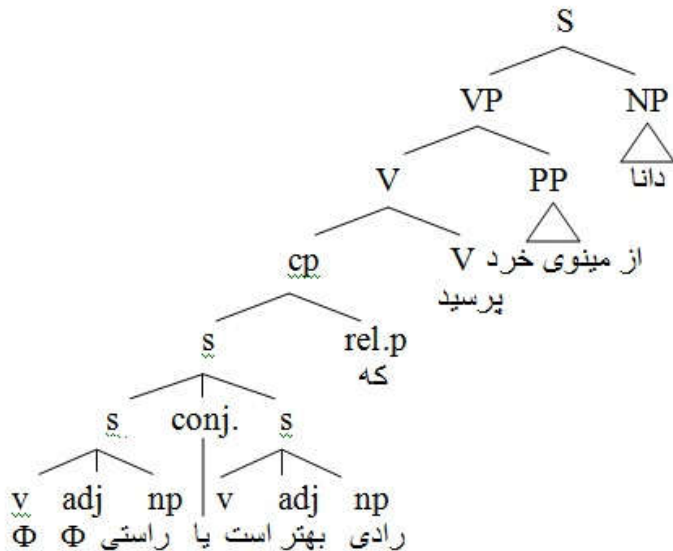 S
VP NP
دانا
V PP
cp V از مینوی خرد
پرسید
s rel.p
که
s conj. s
v adj np v adj np
رادی بهتر است یا راستی Φ Φ